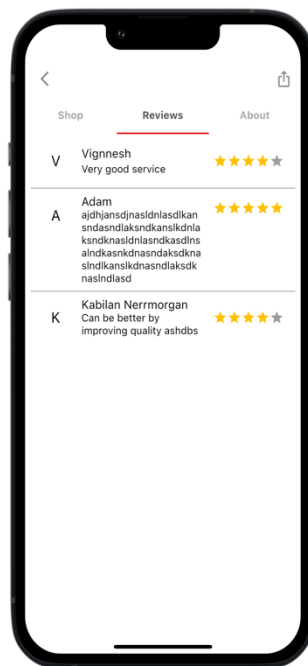 Shop Reviews About
V Vignnesh
Very good service
A Adam
ajdhjansdjnasldnlasdlkan
sndasndlaksndkanslkdnla
ksndknasldnlasndkasdlns
alndkasnkdnasndaksdkna
slndlkanslkdnasndlaksdk
naslndlasd
K Kabilan Nerrmorgan
Can be better by
improving quality ashdbs